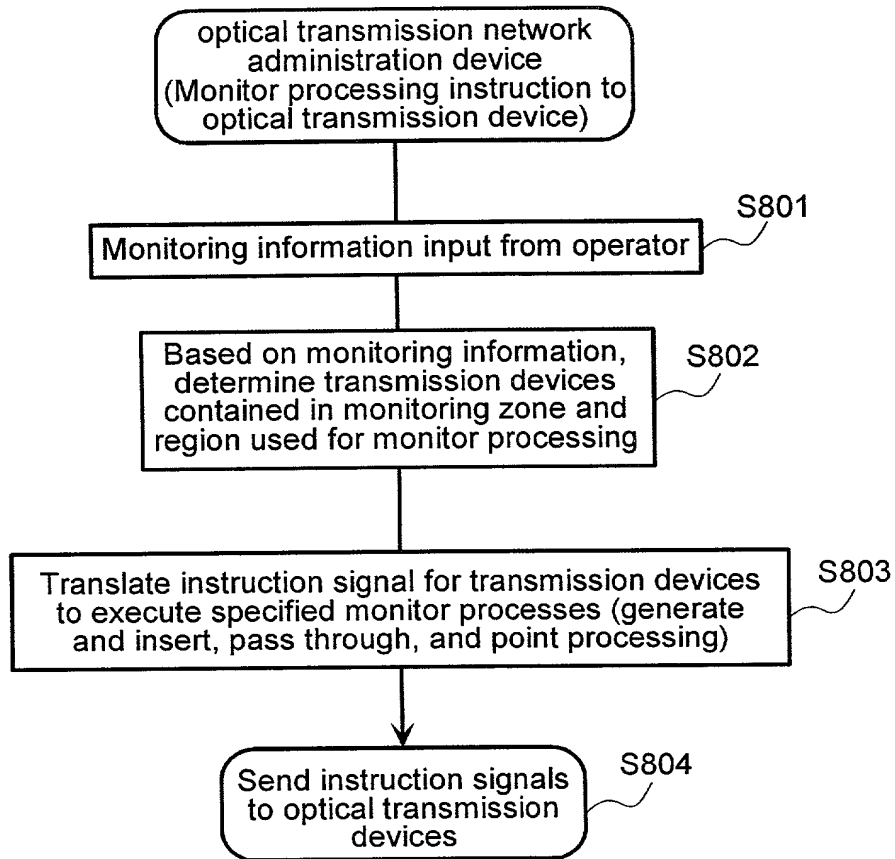 optical transmission network
administration device
(Monitor processing instruction to
optical transmission device)
S801
Monitoring information input from operator
S802
Based on monitoring information,
determine transmission devices
contained in monitoring zone and
region used for monitor processing
S803
Translate instruction signal for transmission devices
to execute specified monitor processes (generate
and insert, pass through, and point processing)
S804
Send instruction signals
to optical transmission
devices